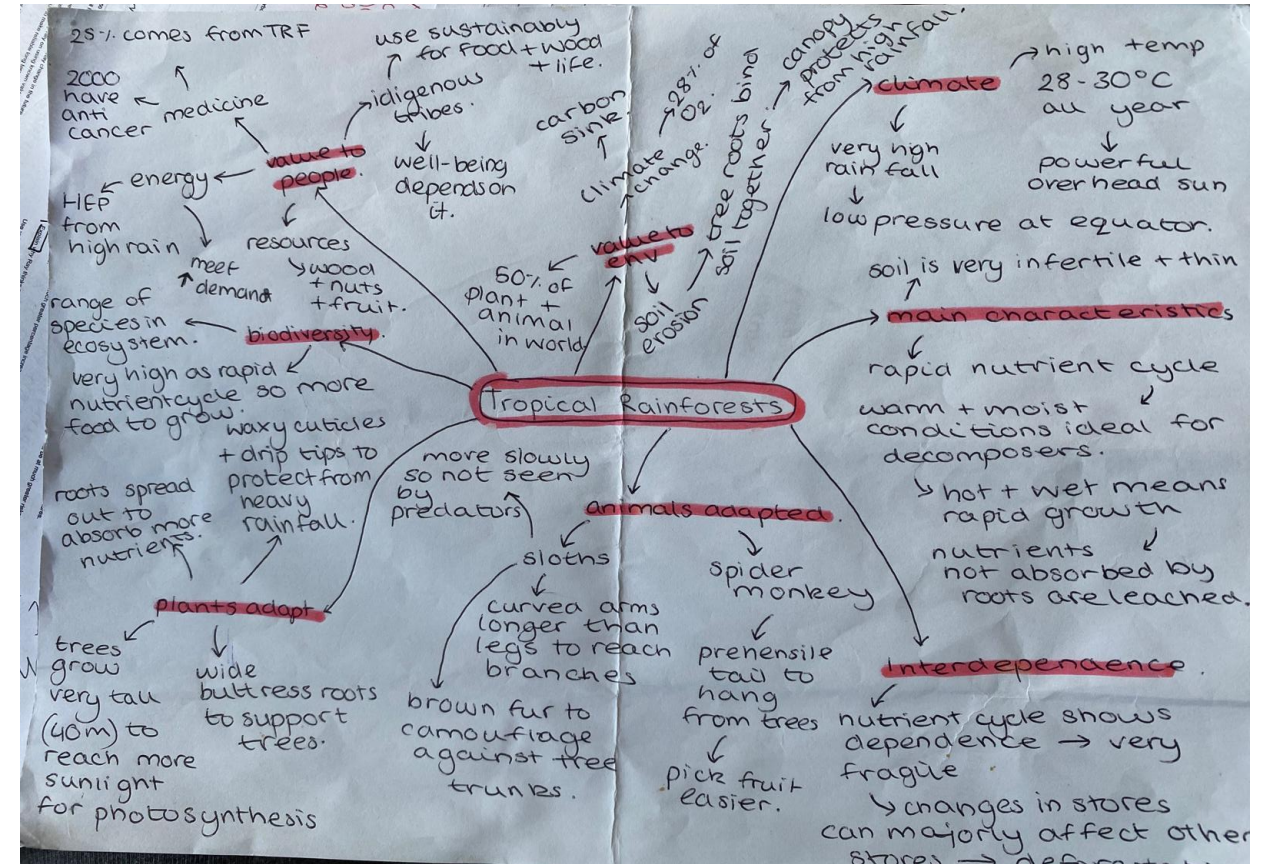 28% comes from TRF
2000
have
anti
cancer
medicine
use sustainably
for food + wood
+ life.
idigenous
tribes.
well-being
depends on
it.
value to
people.
energy
HEP
from
high rain
meet
demand
resources
wood
+ nuts
+ fruit.
carbon
sink
climate
change.
28% of
O2.
value to
env
50% of
plant +
animal
in world
soil
erosion
tree roots bind
soil together.
canopy
protects
from high
rainfall.
climate
high temp
28-30°C
all year
powerful
overhead sun
very high
rain fall
low pressure at equator.
soil is very infertile + thin
main characteristics
rapid nutrient cycle
warm + moist
conditions ideal for
decomposers.
hot + wet means
rapid growth
nutrients
not absorbed by
roots are leached.
range of
species in
ecosystem.
biodiversity.
very high as rapid
nutrient cycle so more
food to grow.
Tropical Rainforests
waxy cuticles
+ drip tips to
protect from
heavy
rainfall.
roots spread
out to
absorb more
nutrients.
plants adapt
trees
grow
very tall
(40m) to
reach more
sunlight
for photosynthesis
wide
buttress roots
to support
trees.
animals adapted.
sloths
move slowly
so not seen
by
predators
curved arms
longer than
legs to reach
branches
brown fur to
camouflage
against tree
trunks.
spider
monkey
prehensile
tail to
hang
from trees
pick fruit
easier.
Interdependence.
nutrient cycle shows
dependence → very
fragile
changes in stores
can majorly affect other
stores →